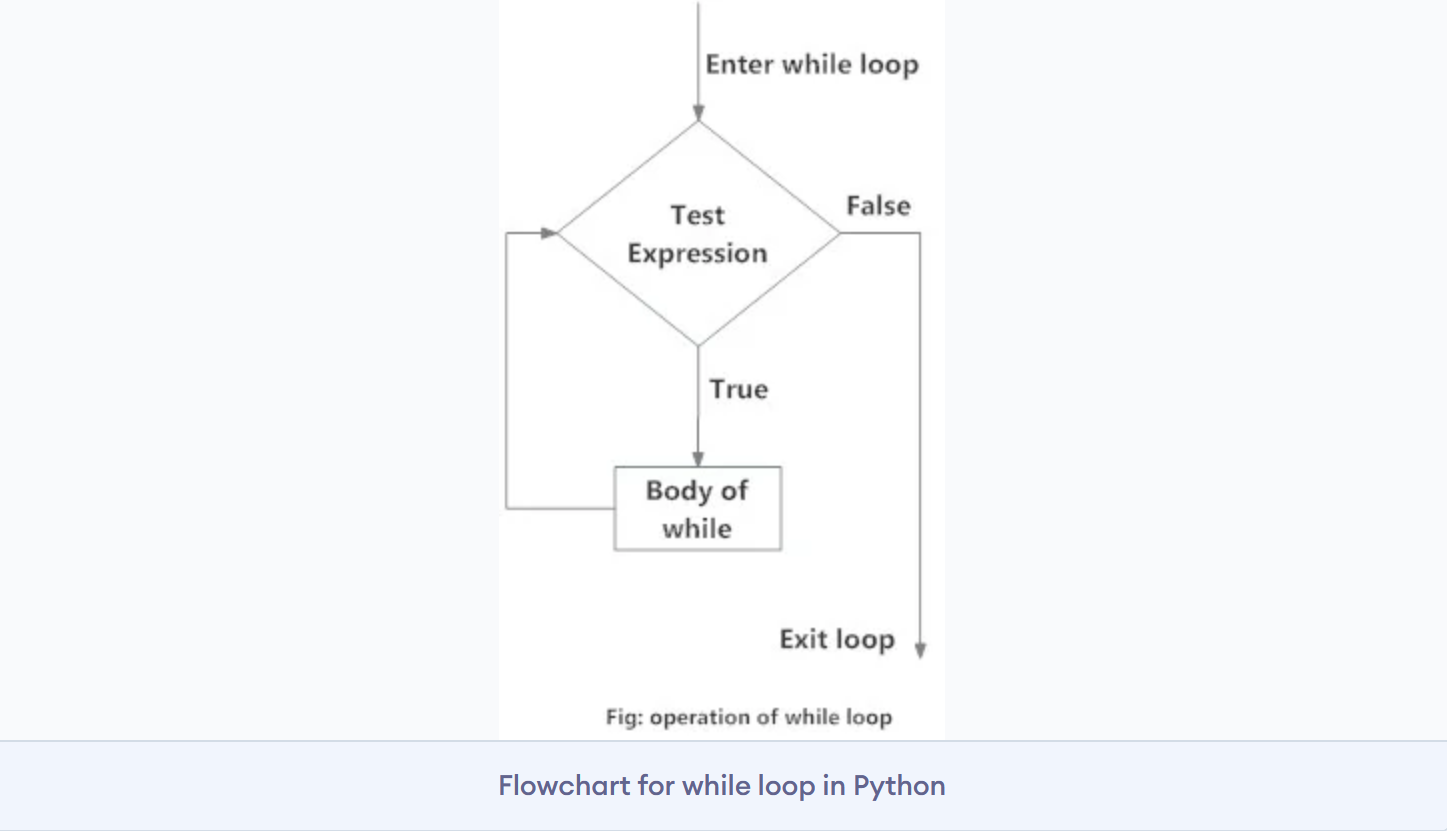 Enter while loop
False
Test
Expression
True
Body of
while
Exit loop
Fig: operation of while loop
Flowchart for while loop in Python